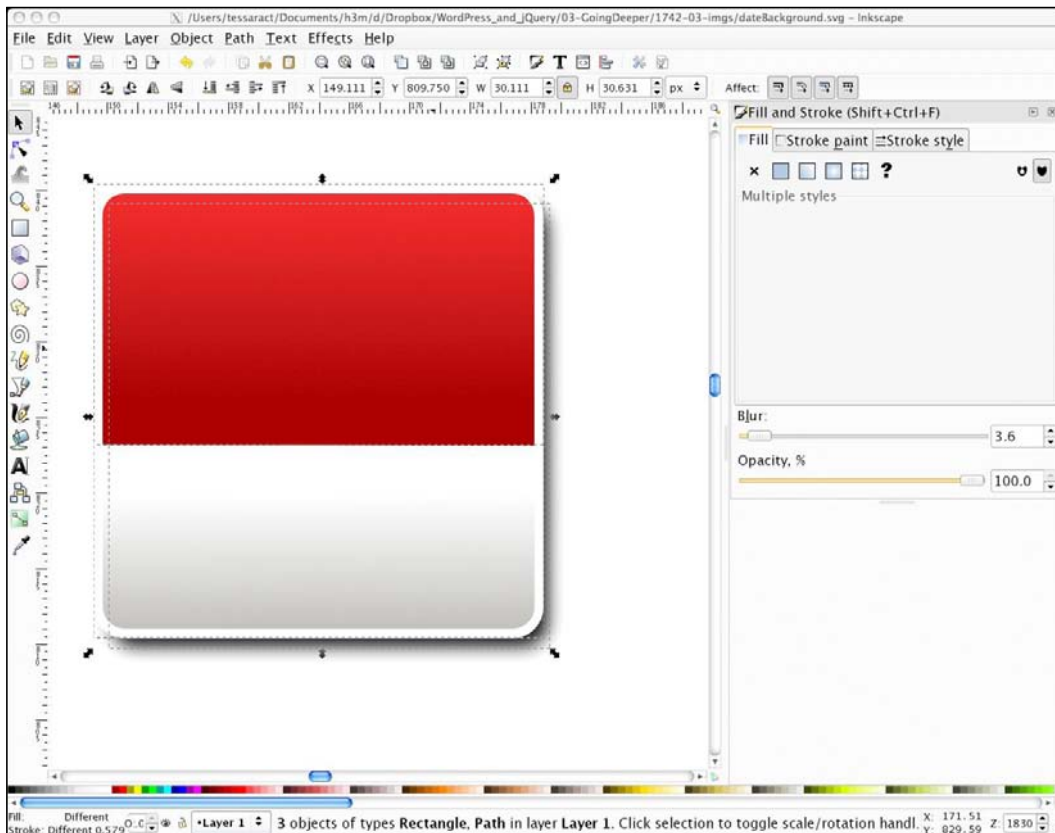 /Users/tessaract/Documents/h3m/d/Dropbox/WordPress_and_jQuery/03-GoingDeeper/1742-03-imgs/dateBackground.svg - Inkscape
File Edit View Layer Object Path Text Effects Help
X 149.111 Y 809.750 W 30.111 H 30.631 px Affect:
Fill and Stroke (Shift+Ctrl+F)
Fill Stroke paint Stroke style
?
Multiple styles
Blur:
3.6
Opacity, %
100.0
Fill: Different
Stroke: Different 0.579
•Layer 1
3 objects of types Rectangle, Path in layer Layer 1. Click selection to toggle scale/rotation handl.
X: 171.51
Y: 829.59
Z: 1830